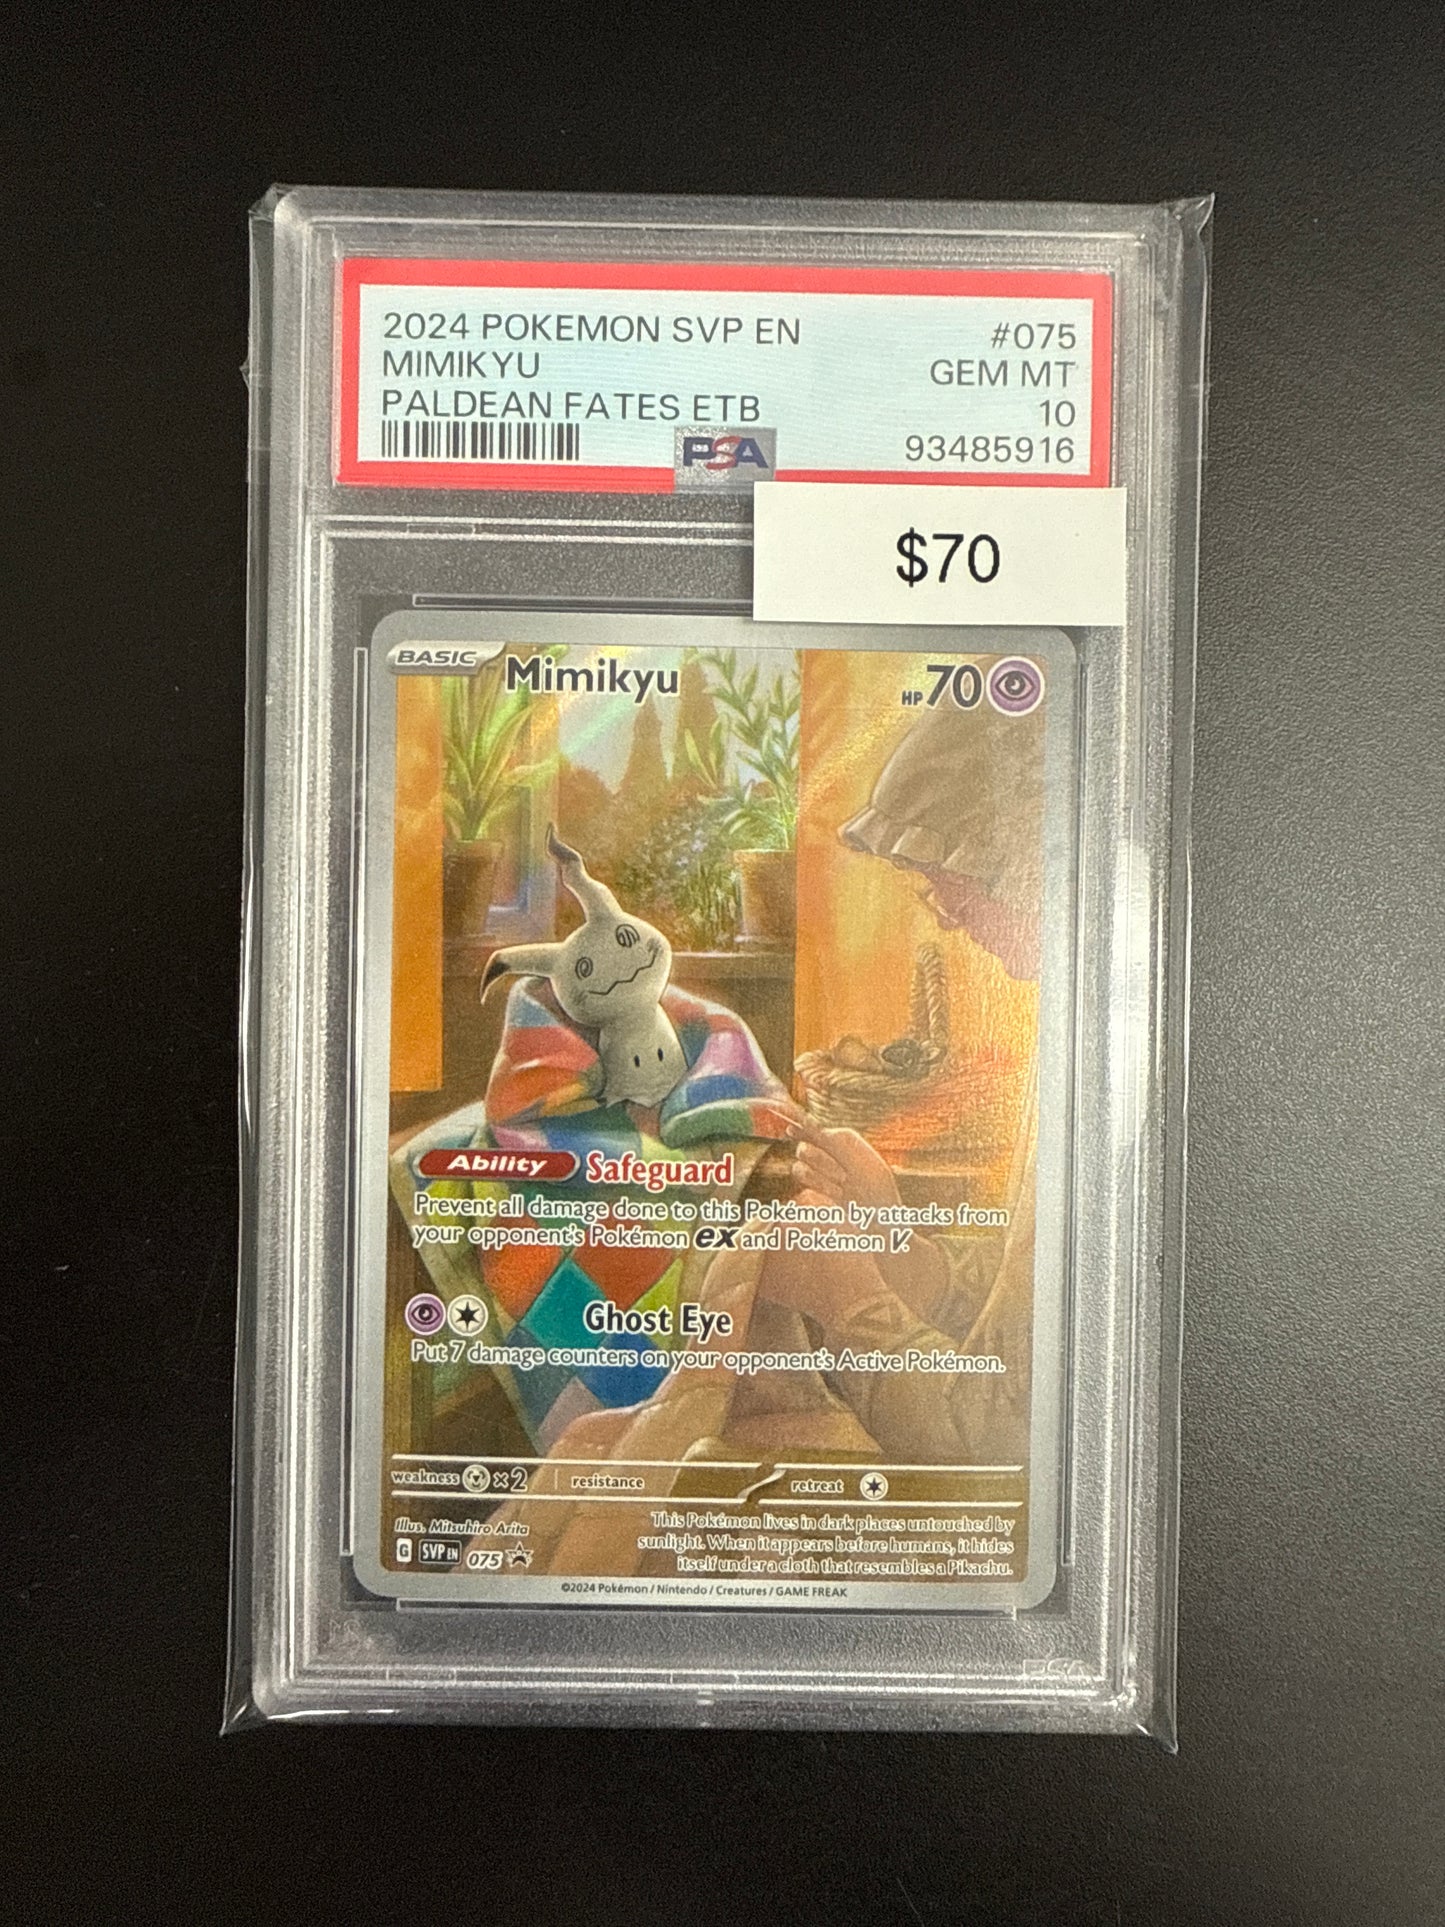 2024 POKEMON SVP EN #075
MIMIKYU GEM MT
PALDEAN FATES ETB 10
PSA 93485916
$70
BASIC Mimikyu HP 70
Ability Safeguard
Prevent all damage done to this Pokémon by attacks from
your opponent's Pokémon ex and Pokémon V.
Ghost Eye
Put 7 damage counters on your opponent's Active Pokémon.
weakness ×2 resistance retreat
Illus. Mitsuhiro Arita
G SVP EN 075
This Pokémon lives in dark places untouched by
sunlight. When it appears before humans, it hides
itself under a cloth that resembles a Pikachu.
©2024 Pokémon / Nintendo / Creatures / GAME FREAK
PSA